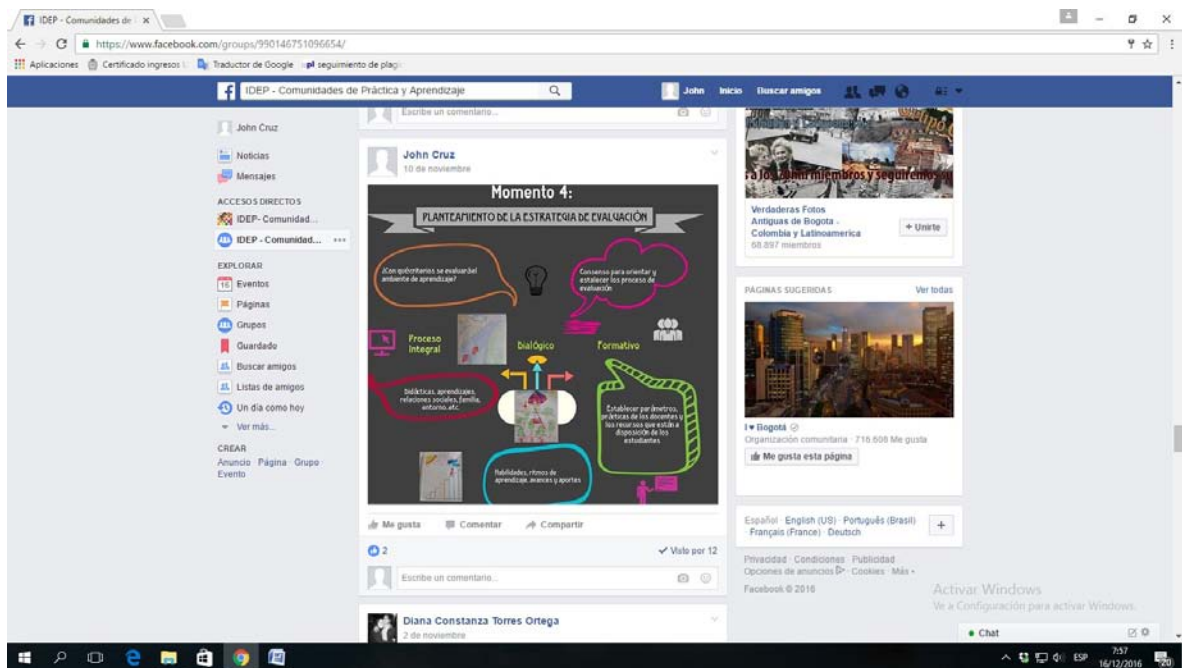 IDEP - Comunidades de
https://www.facebook.com/groups/990146751096654/
Aplicaciones Certificado ingresos Traductor de Google seguimiento de plagi
IDEP - Comunidades de Práctica y Aprendizaje
John Inicio Buscar amigos
John Cruz
Noticias
Mensajes
ACCESOS DIRECTOS
IDEP- Comunidad...
IDEP - Comunidad...
EXPLORAR
16 Eventos
Páginas
Grupos
Guardado
Buscar amigos
Listas de amigos
Un día como hoy
Ver más...
CREAR
Anuncio · Página · Grupo ·
Evento
Escribe un comentario...
John Cruz
10 de noviembre
Momento 4:
PLANTEAMIENTO DE LA ESTRATEGIA DE EVALUACIÓN
ambiente de aprendizaje?
Consenso para orientar y
los proceso de
evaluación
Proceso
Integral
Dialógico
Formativo
Didácticas, aprendizajes,
relaciones sociales, familia,
entorno, etc.
Establecer parámetros,
prácticas de los docentes y
los recursos que están a
disposición de los
estudiantes
Habilidades, ritmos de
aprendizaje, avances y aportes
Me gusta Comentar Compartir
2
Visto por 12
Escribe un comentario...
Diana Constanza Torres Ortega
2 de noviembre
miembros y seguiremos
Verdaderas Fotos
Antiguas de Bogota -
Colombia y Latinoamerica
68.897 miembros
+ Unirte
PÁGINAS SUGERIDAS
Ver todas
I ♥ Bogotá
Organización comunitaria · 716.608 Me gusta
Me gusta esta página
Español · English (US) · Português (Brasil)
· Français (France) · Deutsch
+
Privacidad · Condiciones · Publicidad ·
Opciones de anuncios · Cookies · Más
Facebook © 2016
Activar Windows
Ve a Configuración para activar Windows.
Chat
ESP
7:57
16/12/2016
20